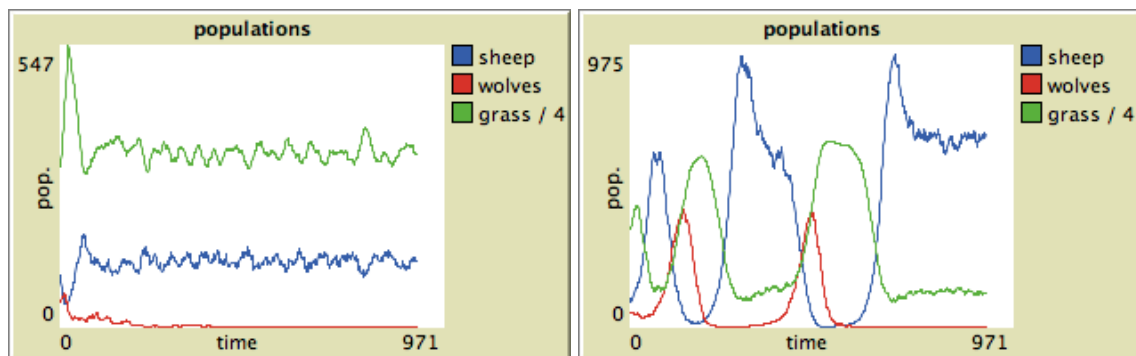 populations
547
sheep
wolves
grass / 4
pop.
0
0
time
971
populations
975
sheep
wolves
grass / 4
pop.
0
0
time
971